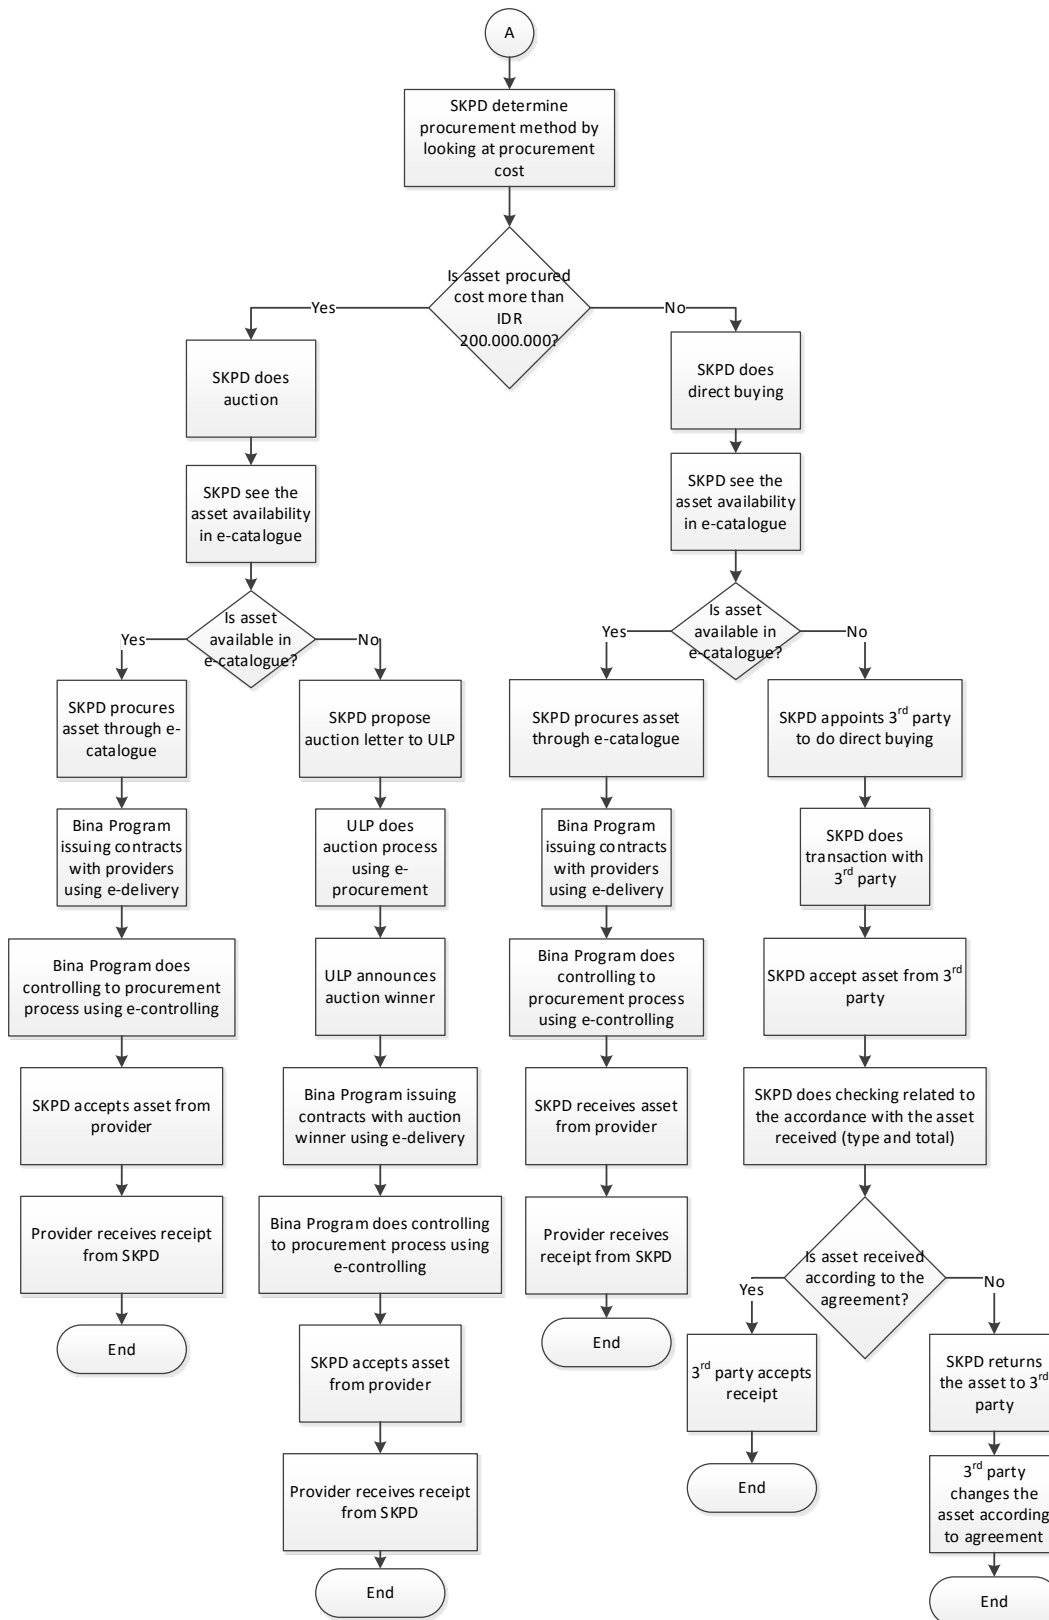 A
SKPD determine
procurement method by
looking at procurement
cost
Is asset procured
cost more than
IDR
200.000.000?
Yes
No
SKPD does
auction
SKPD does
direct buying
SKPD see the
asset availability
in e-catalogue
SKPD see the
asset availability
in e-catalogue
Is asset
available in
e-catalogue?
Yes
No
Is asset
available in
e-catalogue?
Yes
No
SKPD procures
asset through e-
catalogue
SKPD propose
auction letter to ULP
SKPD procures asset
through e-catalogue
SKPD appoints 3rd party
to do direct buying
Bina Program
issuing contracts
with providers
using e-delivery
ULP does
auction process
using e-
procurement
Bina Program
issuing contracts
with providers
using e-delivery
SKPD does
transaction with
3rd party
Bina Program does
controlling to procurement
process using e-controlling
ULP announces
auction winner
Bina Program does
controlling to
procurement process
using e-controlling
SKPD accept asset from 3rd
party
SKPD accepts asset from
provider
Bina Program issuing
contracts with auction
winner using e-delivery
SKPD receives asset
from provider
SKPD does checking related to
the accordance with the asset
received (type and total)
Provider receives receipt
from SKPD
Bina Program does controlling
to procurement process using
e-controlling
Provider receives
receipt from SKPD
Is asset received
according to the
agreement?
Yes
No
End
SKPD accepts asset
from provider
End
3rd party accepts
receipt
SKPD returns
the asset to 3rd
party
Provider receives receipt
from SKPD
End
3rd party
changes the
asset according
to agreement
End
End